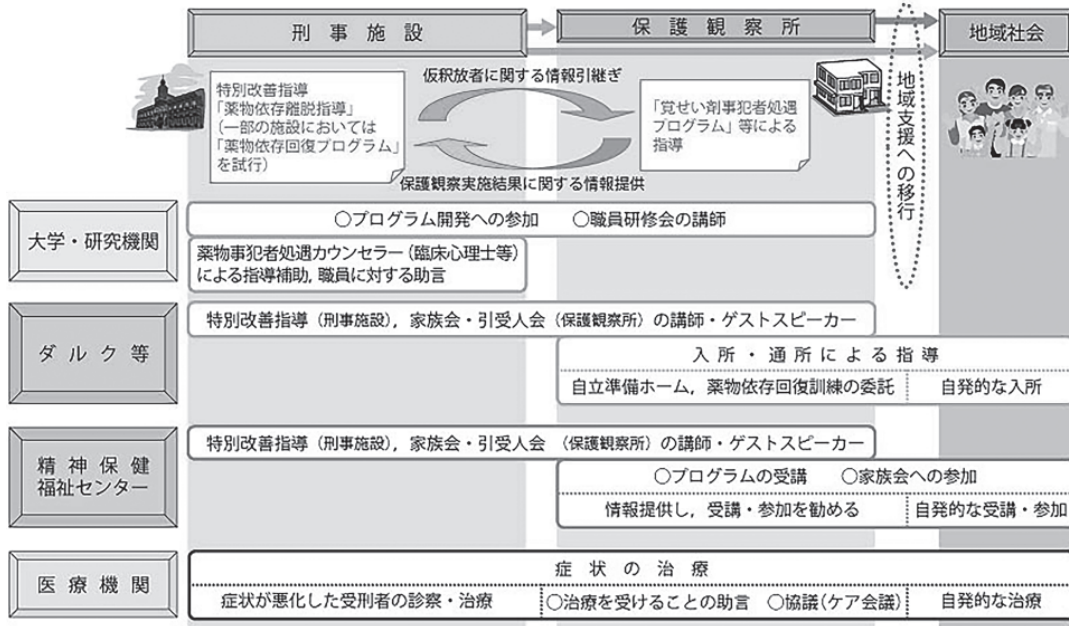 刑事施設
保護観察所
地域社会
仮釈放者に関する情報引継ぎ
特別改善指導
「薬物依存離脱指導」
(一部の施設においては
「薬物依存回復プログラム」
を試行)
「覚せい剤事犯者処遇
プログラム」等による
指導
保護観察実施結果に関する情報提供
地域支援への移行
大学・研究機関
○プログラム開発への参加 ○職員研修会の講師
薬物事犯者処遇カウンセラー(臨床心理士等)
による指導補助,職員に対する助言
ダルク等
特別改善指導(刑事施設),家族会・引受人会(保護観察所)の講師・ゲストスピーカー
入所・通所による指導
自立準備ホーム,薬物依存回復訓練の委託 自発的な入所
精神保健
福祉センター
特別改善指導(刑事施設),家族会・引受人会(保護観察所)の講師・ゲストスピーカー
○プログラムの受講 ○家族会への参加
情報提供し,受講・参加を勧める 自発的な受講・参加
医療機関
症状の治療
症状が悪化した受刑者の診察・治療 ○治療を受けることの助言 ○協議(ケア会議) 自発的な治療